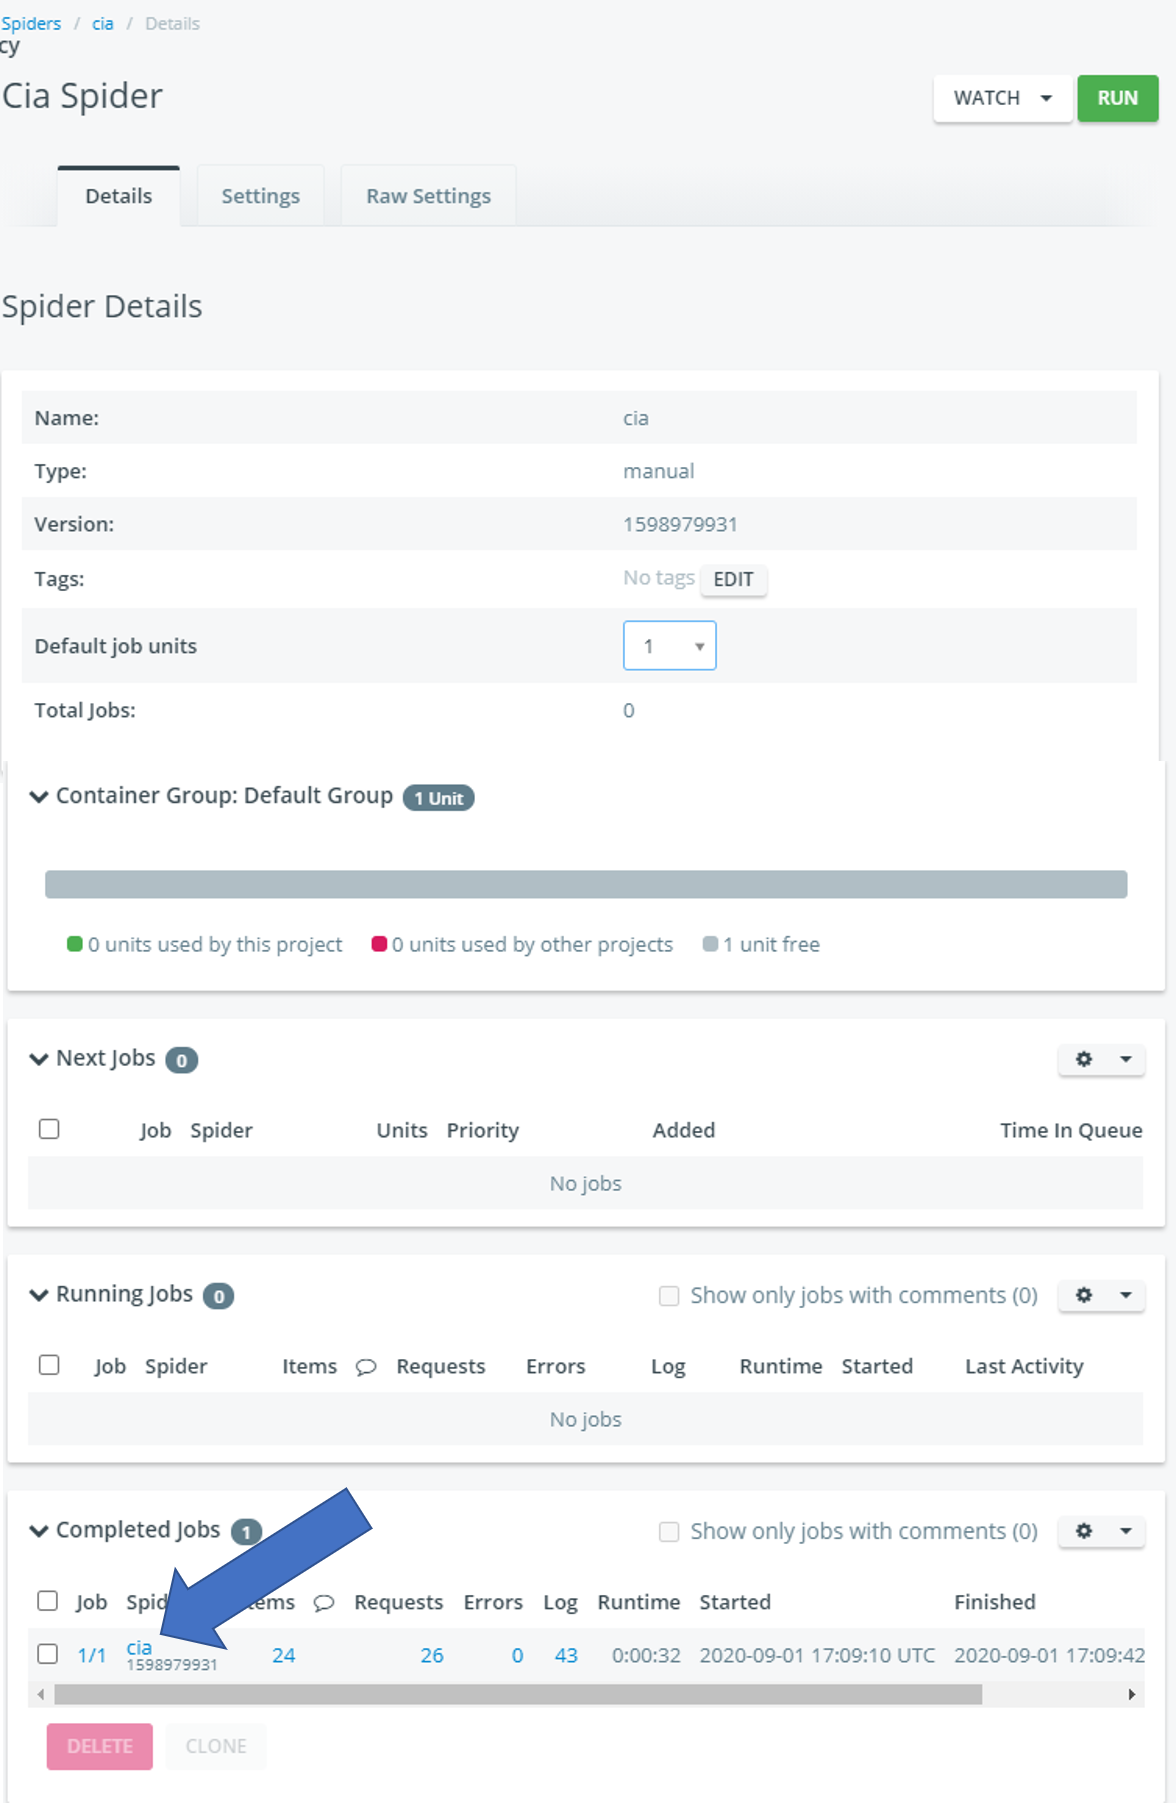 Spiders / cia / Details
cy
Cia Spider
WATCH RUN
Details Settings Raw Settings
Spider Details
Name: cia
Type: manual
Version: 1598979931
Tags: No tags EDIT
Default job units 1
Total Jobs: 0
Container Group: Default Group 1 Unit
0 units used by this project 0 units used by other projects 1 unit free
Next Jobs 0
Job Spider Units Priority Added Time In Queue
No jobs
Running Jobs 0 Show only jobs with comments (0)
Job Spider Items Requests Errors Log Runtime Started Last Activity
No jobs
Completed Jobs 1 Show only jobs with comments (0)
Job Spid ems Requests Errors Log Runtime Started Finished
1/1 cia 24 26 0 43 0:00:32 2020-09-01 17:09:10 UTC 2020-09-01 17:09:42
1598979931
DELETE CLONE